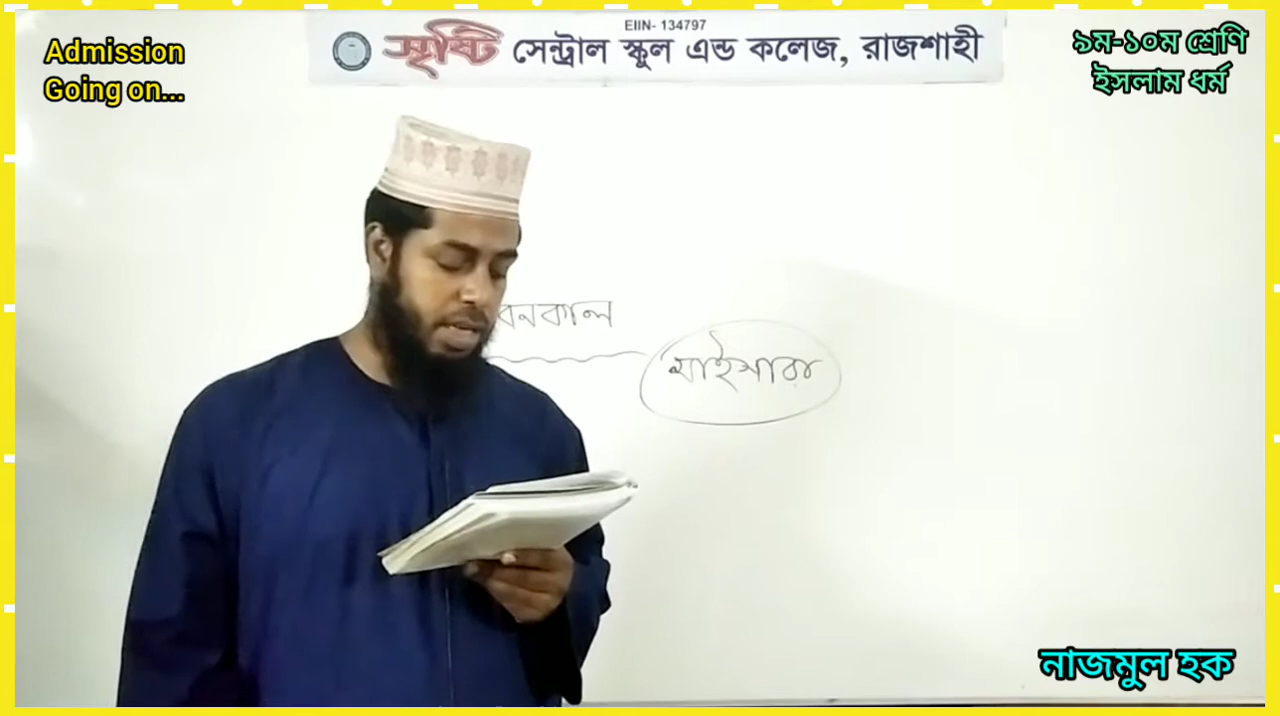 Admission
Going on...
EIIN- 134797
সৃষ্টি সেন্ট্রাল স্কুল এন্ড কলেজ, রাজশাহী
৯ম-১০ম শ্রেণি
ইসলাম ধর্ম
বনকাল
মাইসারা
নাজমুল হক